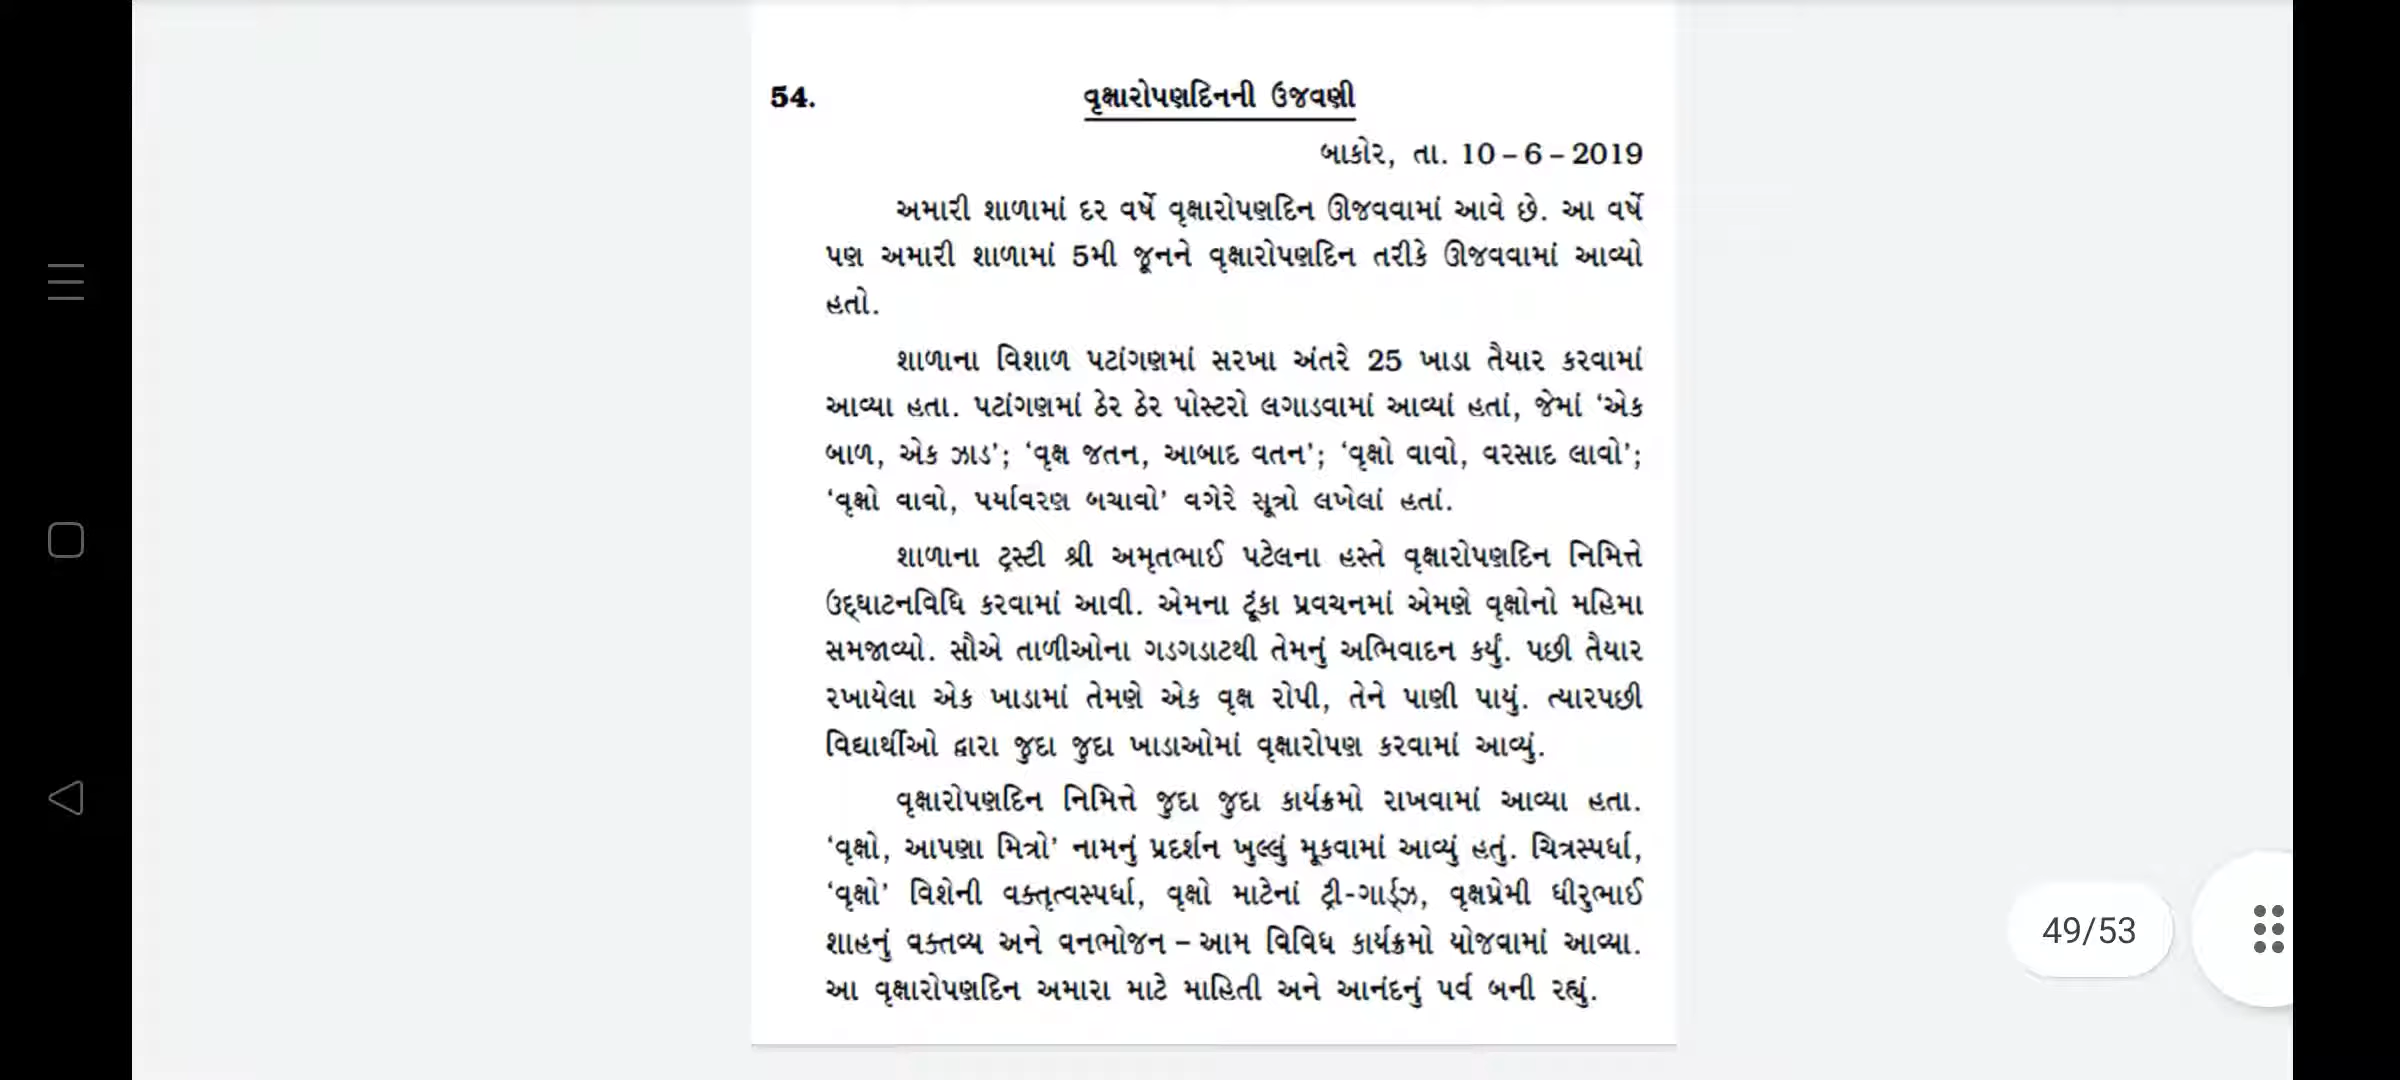 54. વૃક્ષારોપણદિનની ઉજવણી
બાકોર, તા. 10 – 6 – 2019
અમારી શાળામાં દર વર્ષે વૃક્ષારોપણદિન ઊજવવામાં આવે છે. આ વર્ષે
પણ અમારી શાળામાં 5મી જૂનને વૃક્ષારોપણદિન તરીકે ઊજવવામાં આવ્યો
હતો.
શાળાના વિશાળ પટાંગણમાં સરખા અંતરે 25 ખાડા તૈયાર કરવામાં
આવ્યા હતા. પટાંગણમાં ઠેર ઠેર પોસ્ટરો લગાડવામાં આવ્યાં હતાં, જેમાં ‘એક
બાળ, એક ઝાડ’; ‘વૃક્ષ જતન, આબાદ વતન’; ‘વૃક્ષો વાવો, વરસાદ લાવો’;
‘વૃક્ષો વાવો, પર્યાવરણ બચાવો’ વગેરે સૂત્રો લખેલાં હતાં.
શાળાના ટ્રસ્ટી શ્રી અમૃતભાઈ પટેલના હસ્તે વૃક્ષારોપણદિન નિમિત્તે
ઉદ્ઘાટનવિધિ કરવામાં આવી. એમના ટૂંકા પ્રવચનમાં એમણે વૃક્ષોનો મહિમા
સમજાવ્યો. સૌએ તાળીઓના ગડગડાટથી તેમનું અભિવાદન કર્યું. પછી તૈયાર
રખાયેલા એક ખાડામાં તેમણે એક વૃક્ષ રોપી, તેને પાણી પાયું. ત્યારપછી
વિદ્યાર્થીઓ દ્વારા જુદા જુદા ખાડાઓમાં વૃક્ષારોપણ કરવામાં આવ્યું.
વૃક્ષારોપણદિન નિમિત્તે જુદા જુદા કાર્યક્રમો રાખવામાં આવ્યા હતા.
‘વૃક્ષો, આપણા મિત્રો’ નામનું પ્રદર્શન ખુલ્લું મૂકવામાં આવ્યું હતું. ચિત્રસ્પર્ધા,
‘વૃક્ષો’ વિશેની વક્તૃત્વસ્પર્ધા, વૃક્ષો માટેનાં ટ્રી-ગાર્ડ્ઝ, વૃક્ષપ્રેમી ધીરુભાઈ
શાહનું વક્તવ્ય અને વનભોજન – આમ વિવિધ કાર્યક્રમો યોજવામાં આવ્યા.
આ વૃક્ષારોપણદિન અમારા માટે માહિતી અને આનંદનું પર્વ બની રહ્યું.
49/53